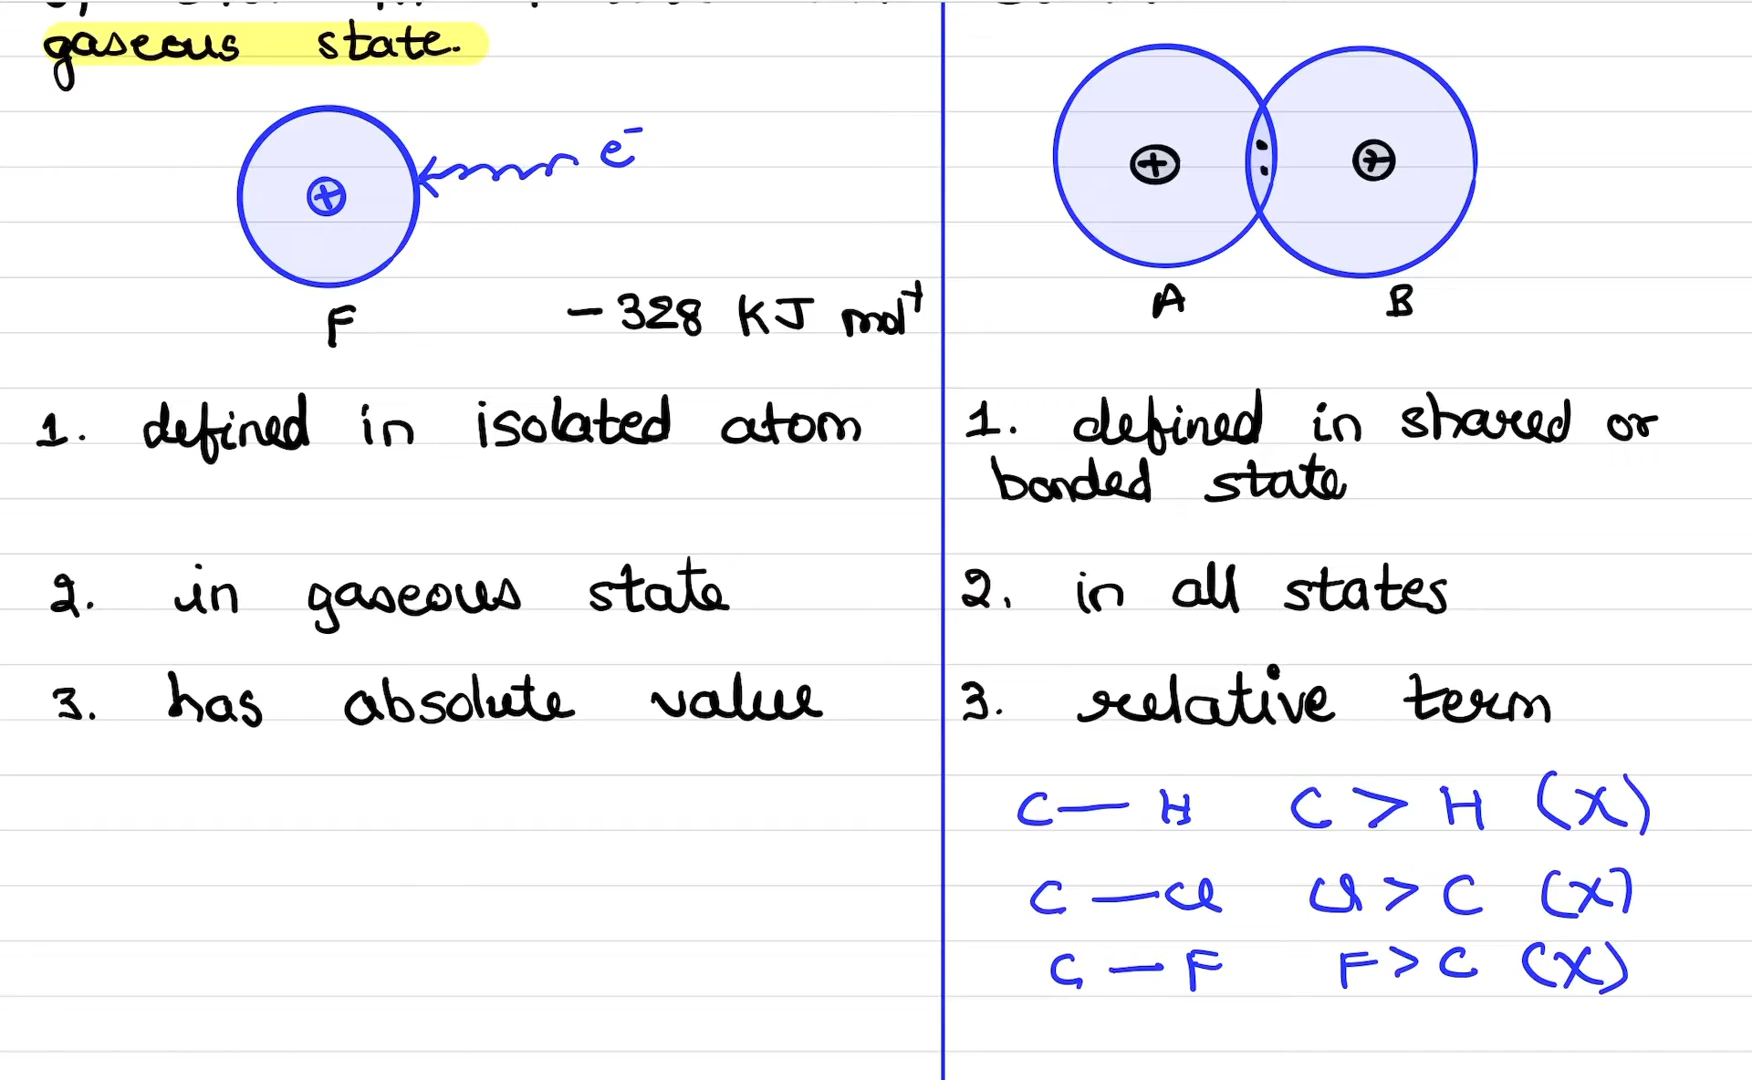 gaseous state.
e⁻
F
- 328 KJ mol⁻¹
1. defined in isolated atom
2. in gaseous state
3. has absolute value
A B
1. defined in shared or
bonded state
2. in all states
3. relative term
C — H C > H (X)
C — Cl Cl > C (X)
C — F F > C (X)